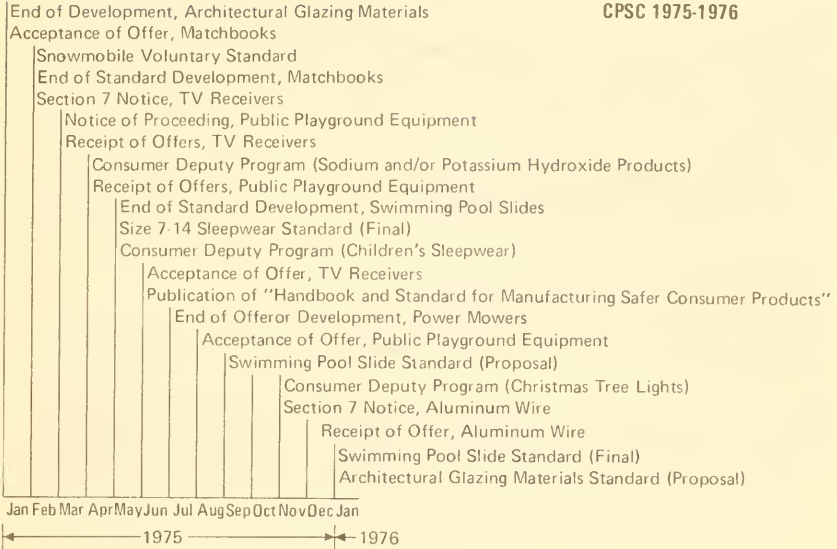 End of Development, Architectural Glazing Materials
CPSC 1975-1976
Acceptance of Offer, Matchbooks
Snowmobile Voluntary Standard
End of Standard Development, Matchbooks
Section 7 Notice, TV Receivers
Notice of Proceeding, Public Playground Equipment
Receipt of Offers, TV Receivers
Consumer Deputy Program (Sodium and/or Potassium Hydroxide Products)
Receipt of Offers, Public Playground Equipment
End of Standard Development, Swimming Pool Slides
Size 7-14 Sleepwear Standard (Final)
Consumer Deputy Program (Children's Sleepwear)
Acceptance of Offer, TV Receivers
Publication of "Handbook and Standard for Manufacturing Safer Consumer Products"
End of Offeror Development, Power Mowers
Acceptance of Offer, Public Playground Equipment
Swimming Pool Slide Standard (Proposal)
Consumer Deputy Program (Christmas Tree Lights)
Section 7 Notice, Aluminum Wire
Receipt of Offer, Aluminum Wire
Swimming Pool Slide Standard (Final)
Architectural Glazing Materials Standard (Proposal)
Jan Feb Mar Apr May Jun Jul Aug Sep Oct Nov Dec Jan
1975 1976